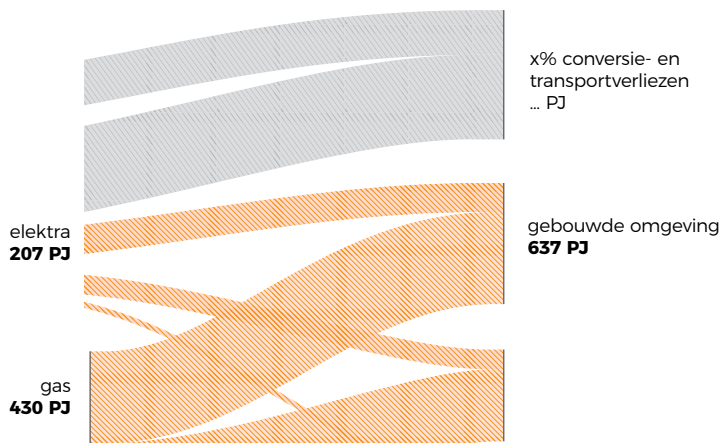 x% conversie- en
transportverliezen
... PJ
elektra
207 PJ
gebouwde omgeving
637 PJ
gas
430 PJ